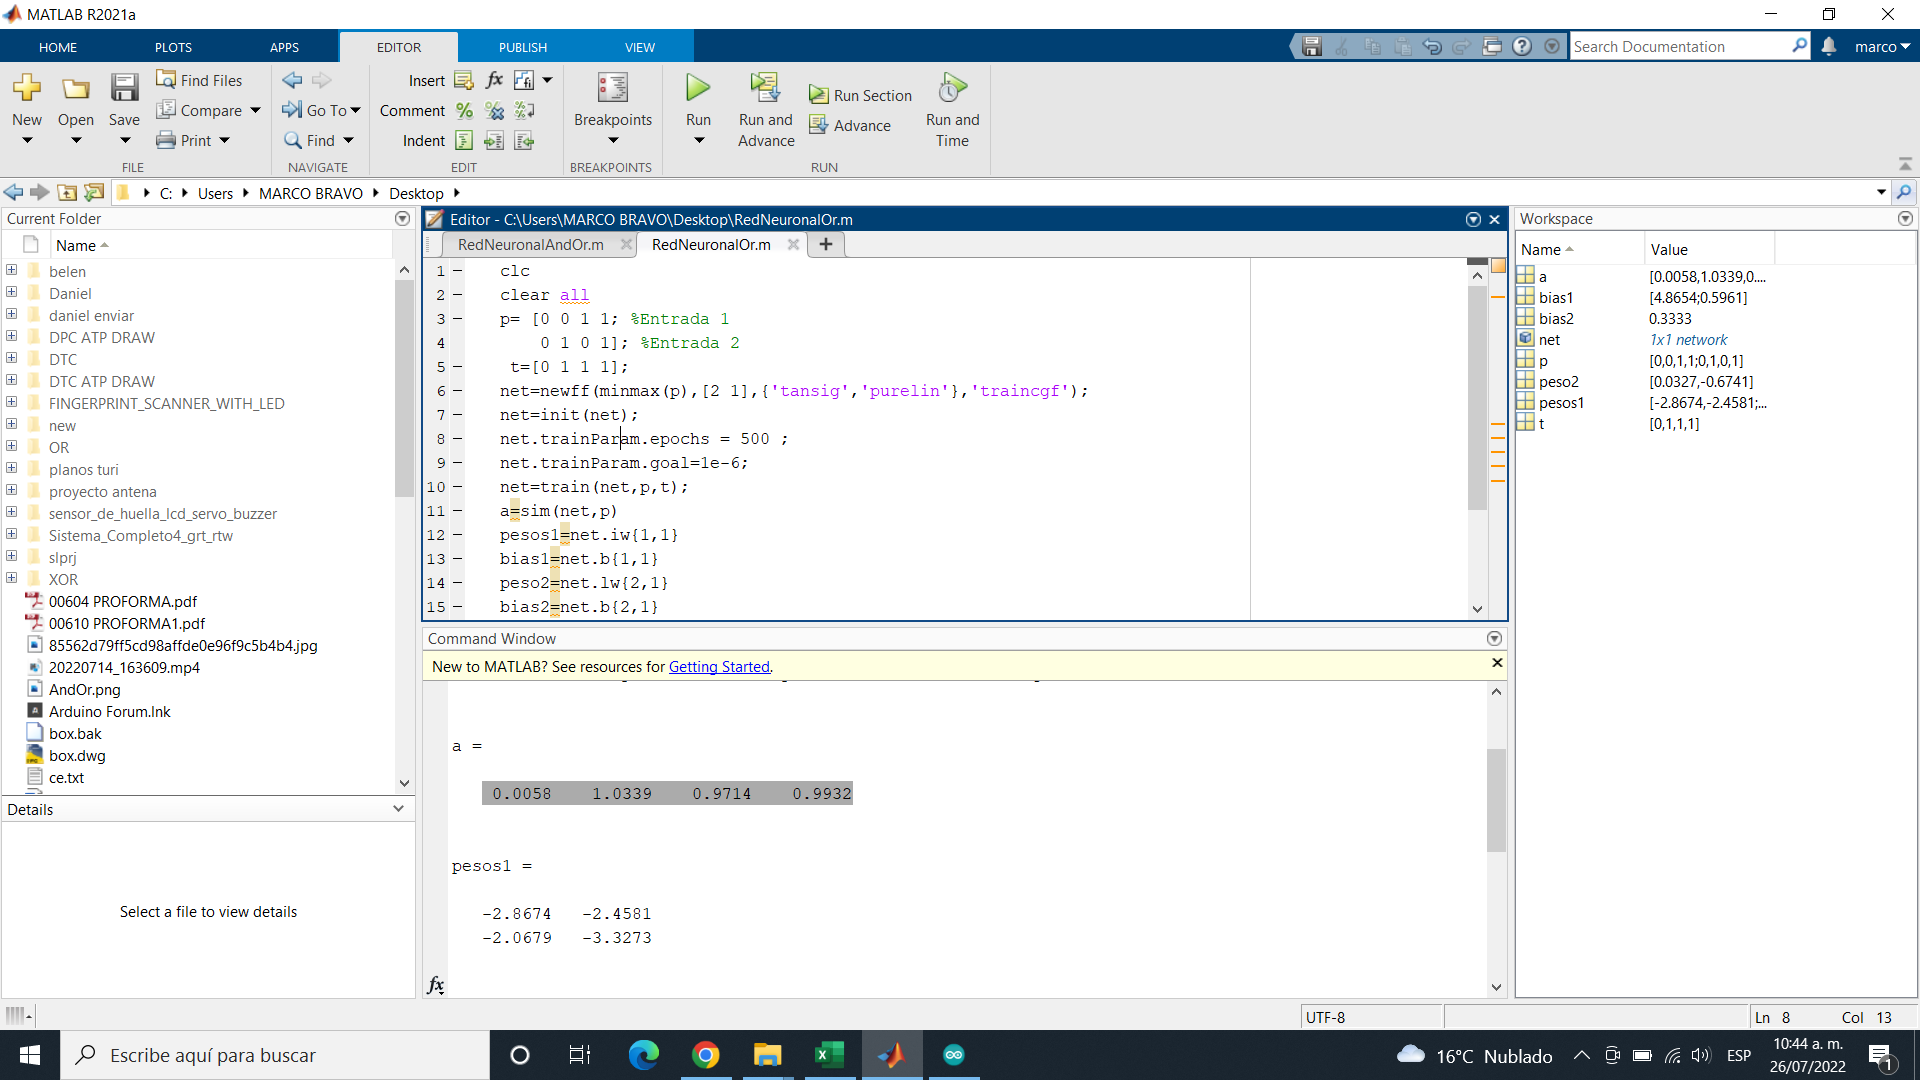 MATLAB R2021a
HOME PLOTS APPS EDITOR PUBLISH VIEW
Search Documentation
marco
New Open Save
Find Files
Compare
Print
FILE
Go To
Find
NAVIGATE
Insert fx
Comment
Indent
EDIT
Breakpoints
BREAKPOINTS
Run
Run and Advance
Run Section
Advance
Run and Time
RUN
C: Users MARCO BRAVO Desktop
Current Folder
Name
belen
Daniel
daniel enviar
DPC ATP DRAW
DTC
DTC ATP DRAW
FINGERPRINT_SCANNER_WITH_LED
new
OR
planos turi
proyecto antena
sensor_de_huella_lcd_servo_buzzer
Sistema_Completo4_grt_rtw
slprj
XOR
00604 PROFORMA.pdf
00610 PROFORMA1.pdf
85562d79ff5cd98affde0e96f9c5b4b4.jpg
20220714_163609.mp4
AndOr.png
Arduino Forum.lnk
box.bak
box.dwg
ce.txt
Details
Select a file to view details
Editor - C:\Users\MARCO BRAVO\Desktop\RedNeuronalOr.m
RedNeuronalAndOr.m RedNeuronalOr.m
1 clc
2 clear all
3 p= [0 0 1 1; %Entrada 1
4 0 1 0 1]; %Entrada 2
5 t=[0 1 1 1];
6 net=newff(minmax(p),[2 1],{'tansig','purelin'},'traincgf');
7 net=init(net);
8 net.trainParam.epochs = 500 ;
9 net.trainParam.goal=1e-6;
10 net=train(net,p,t);
11 a=sim(net,p)
12 pesos1=net.iw{1,1}
13 bias1=net.b{1,1}
14 peso2=net.lw{2,1}
15 bias2=net.b{2,1}
Command Window
New to MATLAB? See resources for Getting Started.
a =
0.0058 1.0339 0.9714 0.9932
pesos1 =
-2.8674 -2.4581
-2.0679 -3.3273
fx
Workspace
Name Value
a [0.0058,1.0339,0....
bias1 [4.8654;0.5961]
bias2 0.3333
net 1x1 network
p [0,0,1,1;0,1,0,1]
peso2 [0.0327,-0.6741]
pesos1 [-2.8674,-2.4581;...
t [0,1,1,1]
UTF-8
Ln 8 Col 13
Escribe aquí para buscar
16°C Nublado
ESP
10:44 a. m.
26/07/2022
1